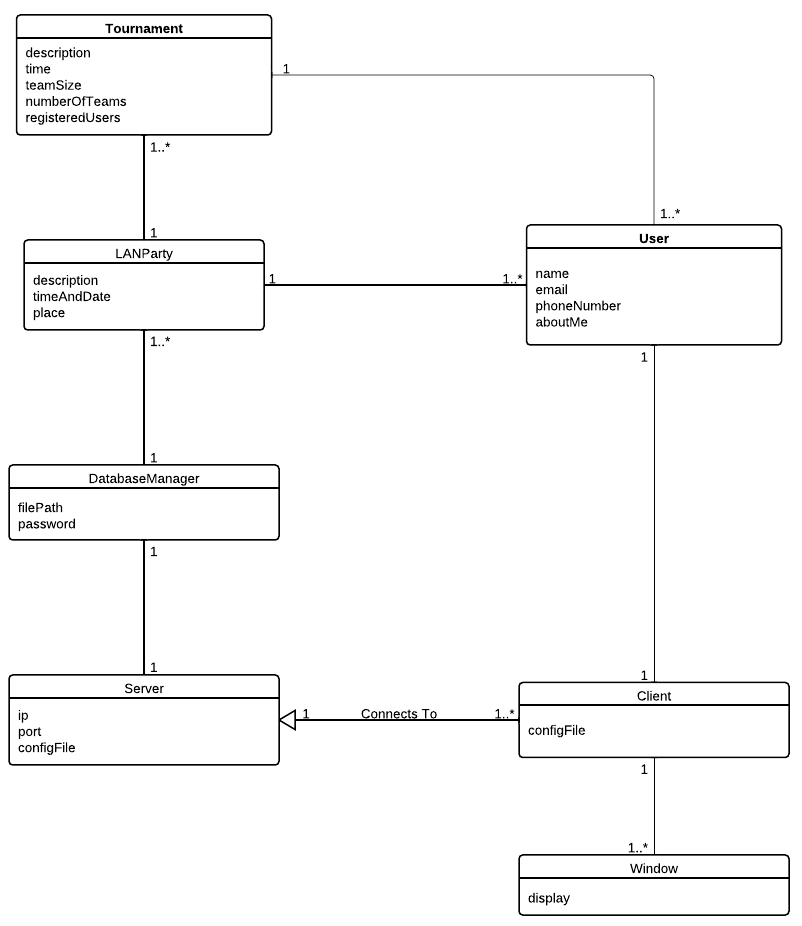 Tournament
description
time
teamSize
numberOfTeams
registeredUsers
1
1..*
1..*
1
LANParty
description
timeAndDate
place
1
1..*
User
name
email
phoneNumber
aboutMe
1..*
1
1
DatabaseManager
filePath
password
1
1
Server
ip
port
configFile
1
Connects To
1..*
1
Client
configFile
1
1..*
Window
display